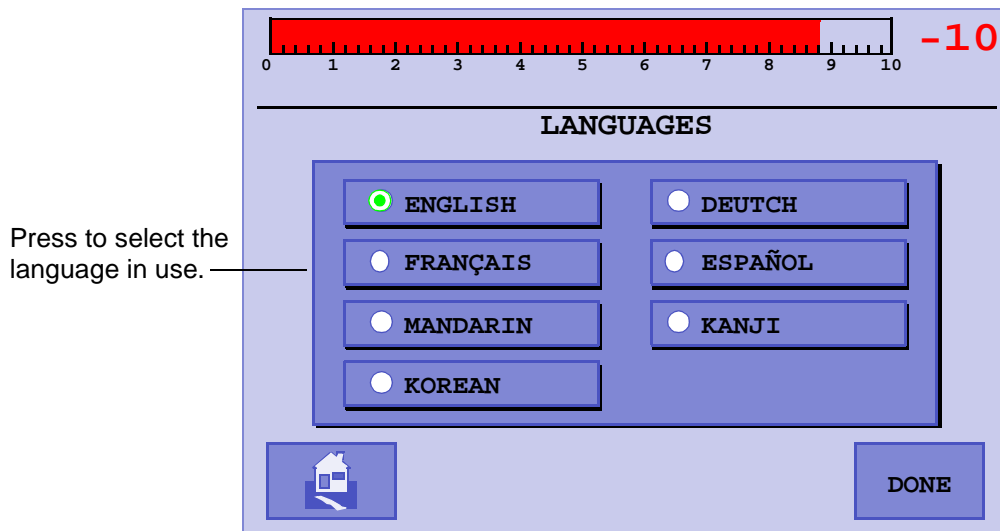 -10
0 1 2 3 4 5 6 7 8 9 10
LANGUAGES
ENGLISH DEUTCH
Press to select the
language in use.
FRANÇAIS ESPAÑOL
MANDARIN KANJI
KOREAN
DONE